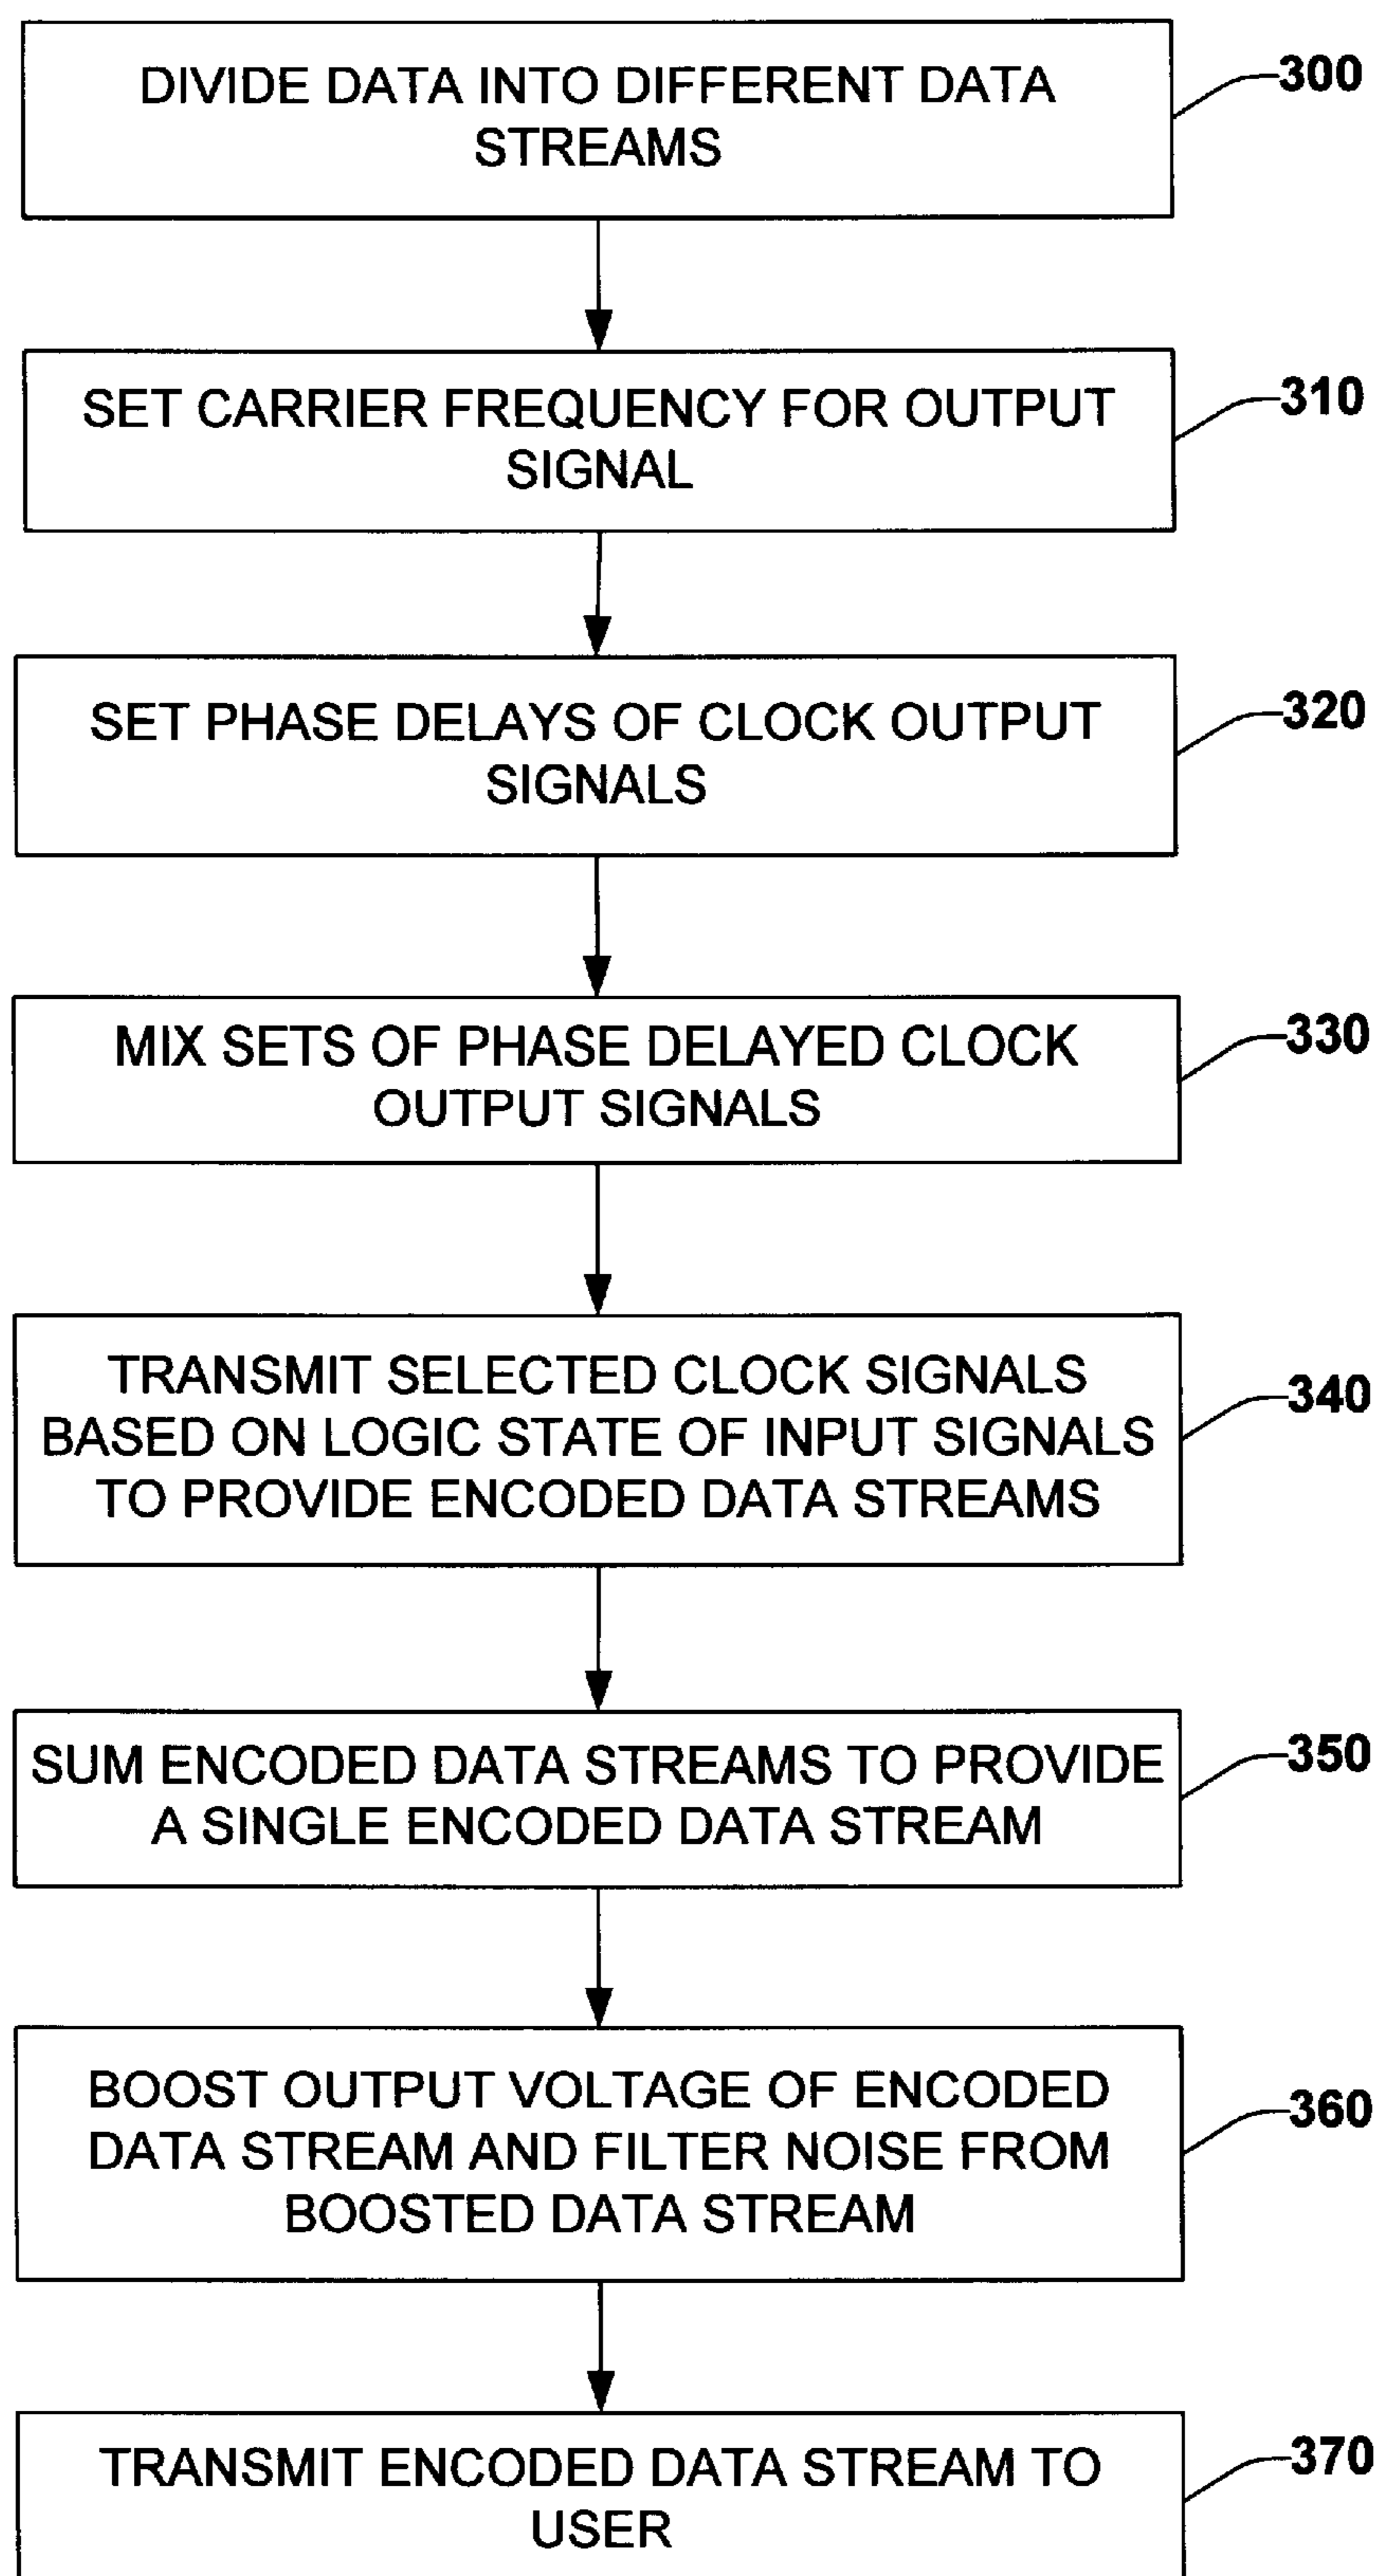 DIVIDE DATA INTO DIFFERENT DATA
STREAMS
300
SET CARRIER FREQUENCY FOR OUTPUT
SIGNAL
310
SET PHASE DELAYS OF CLOCK OUTPUT
SIGNALS
320
MIX SETS OF PHASE DELAYED CLOCK
OUTPUT SIGNALS
330
TRANSMIT SELECTED CLOCK SIGNALS
BASED ON LOGIC STATE OF INPUT SIGNALS
TO PROVIDE ENCODED DATA STREAMS
340
SUM ENCODED DATA STREAMS TO PROVIDE
A SINGLE ENCODED DATA STREAM
350
BOOST OUTPUT VOLTAGE OF ENCODED
DATA STREAM AND FILTER NOISE FROM
BOOSTED DATA STREAM
360
TRANSMIT ENCODED DATA STREAM TO
USER
370